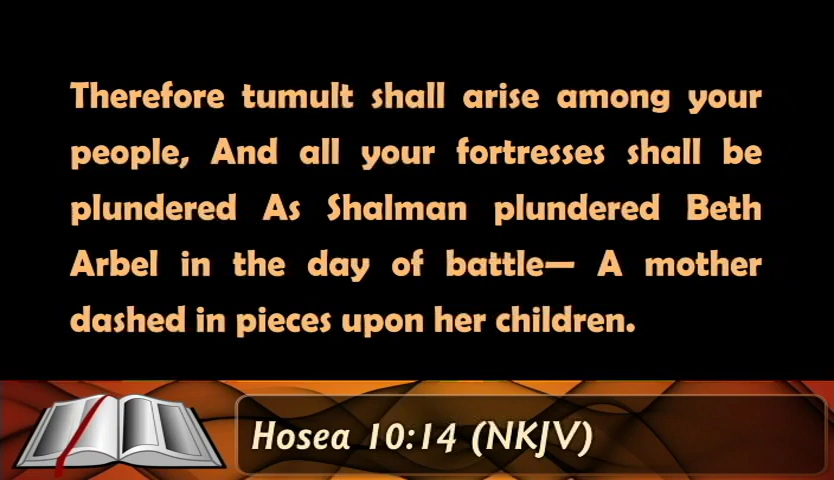 Therefore tumult shall arise among your
people, And all your fortresses shall be
plundered As Shalman plundered Beth
Arbel in the day of battle— A mother
dashed in pieces upon her children.
Hosea 10:14 (NKJV)